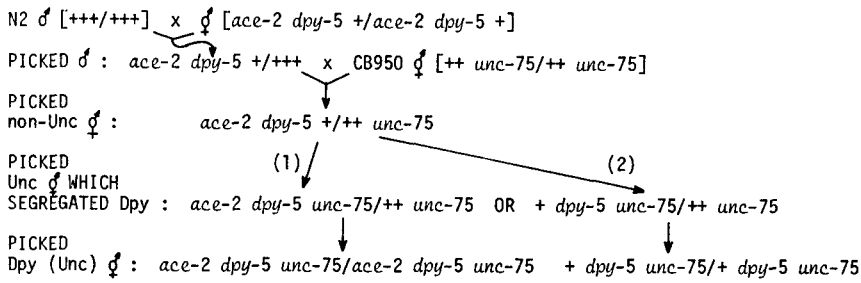 N2 ♂ [+++/+++] x ⚥ [ace-2 dpy-5 +/ace-2 dpy-5 +]
PICKED ♂ : ace-2 dpy-5 +/+++ x CB950 ⚥ [++ unc-75/++ unc-75]
PICKED
non-Unc ⚥ : ace-2 dpy-5 +/++ unc-75
(1) (2)
PICKED
Unc ⚥ WHICH
SEGREGATED Dpy : ace-2 dpy-5 unc-75/++ unc-75 OR + dpy-5 unc-75/++ unc-75
PICKED
Dpy (Unc) ⚥ : ace-2 dpy-5 unc-75/ace-2 dpy-5 unc-75 + dpy-5 unc-75/+ dpy-5 unc-75